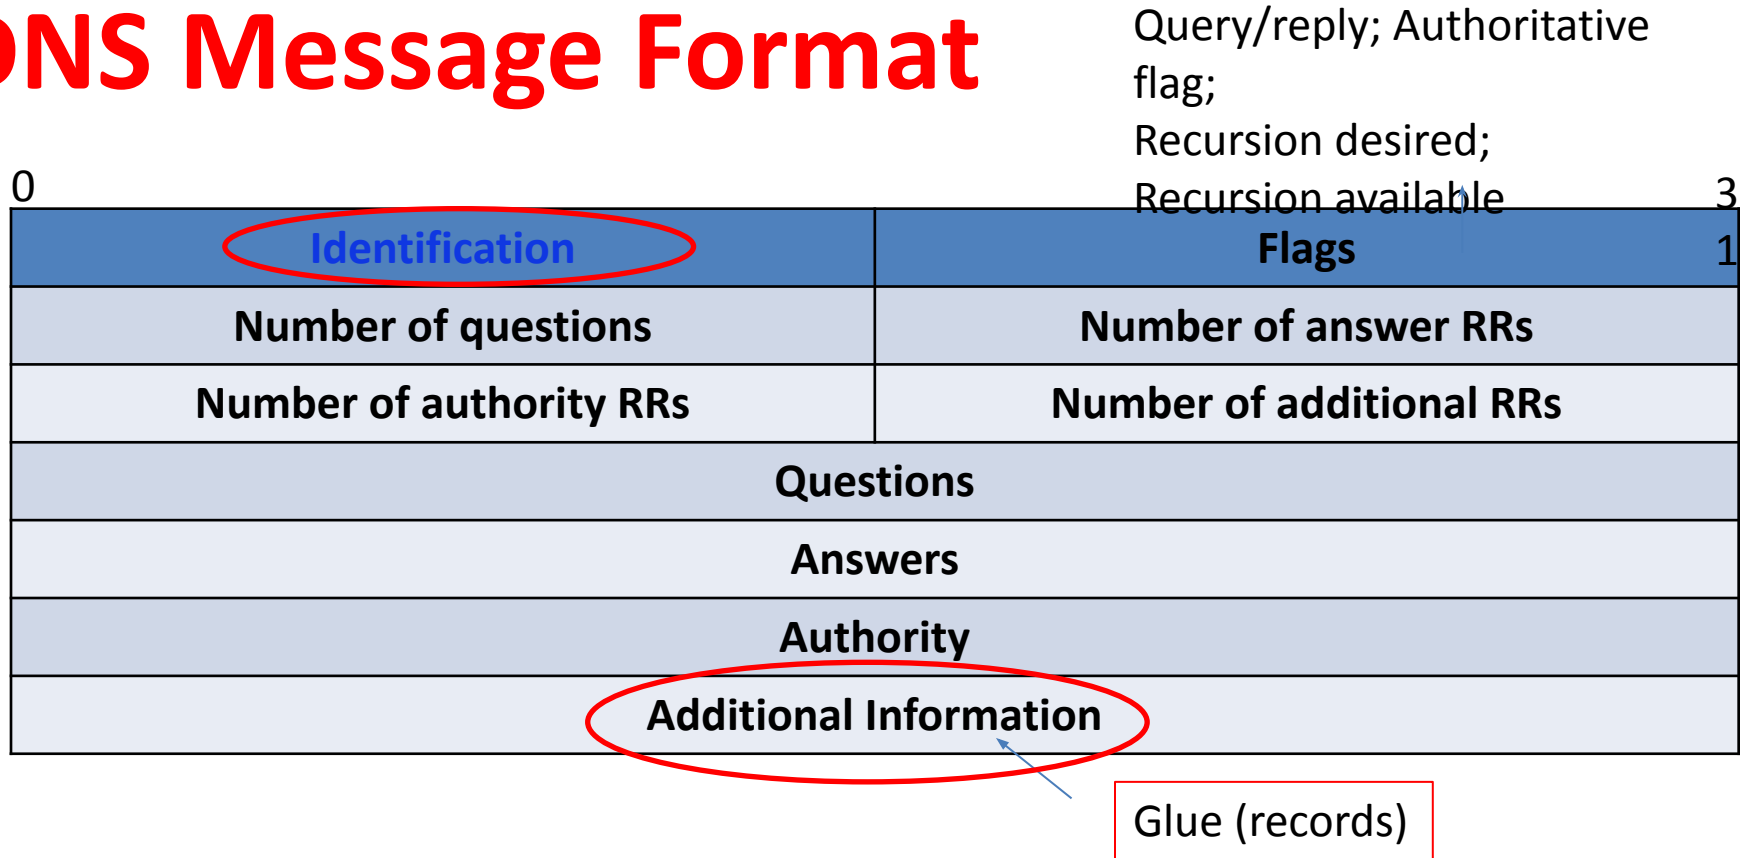 DNS Message Format
Query/reply; Authoritative
flag;
Recursion desired;
Recursion available
0
3
1
Identification
Flags
Number of questions
Number of answer RRs
Number of authority RRs
Number of additional RRs
Questions
Answers
Authority
Additional Information
Glue (records)